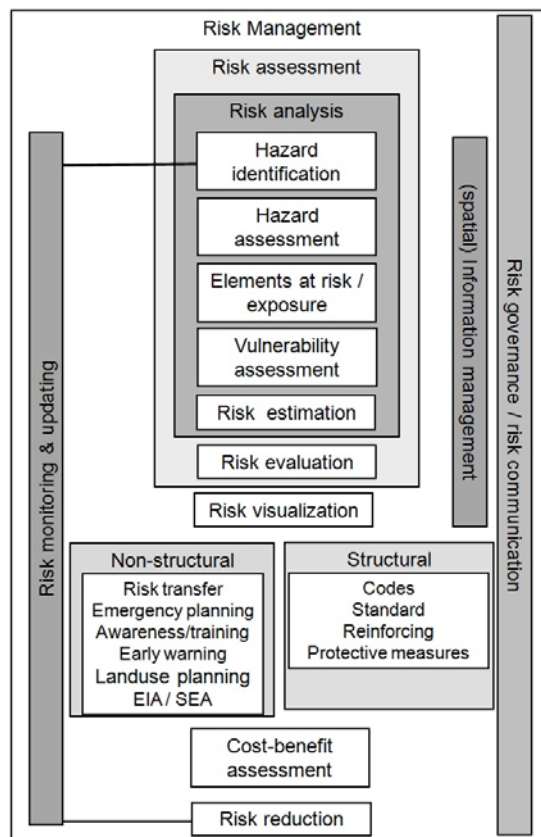 Risk Management
Risk assessment
Risk analysis
Hazard
identification
Hazard
assessment
Elements at risk /
exposure
Vulnerability
assessment
Risk estimation
Risk evaluation
Risk visualization
Non-structural
Risk transfer
Emergency planning
Awareness/training
Early warning
Landuse planning
EIA / SEA
Structural
Codes
Standard
Reinforcing
Protective measures
Cost-benefit
assessment
Risk reduction
Risk monitoring & updating
(spatial) Information management
Risk governance / risk communication